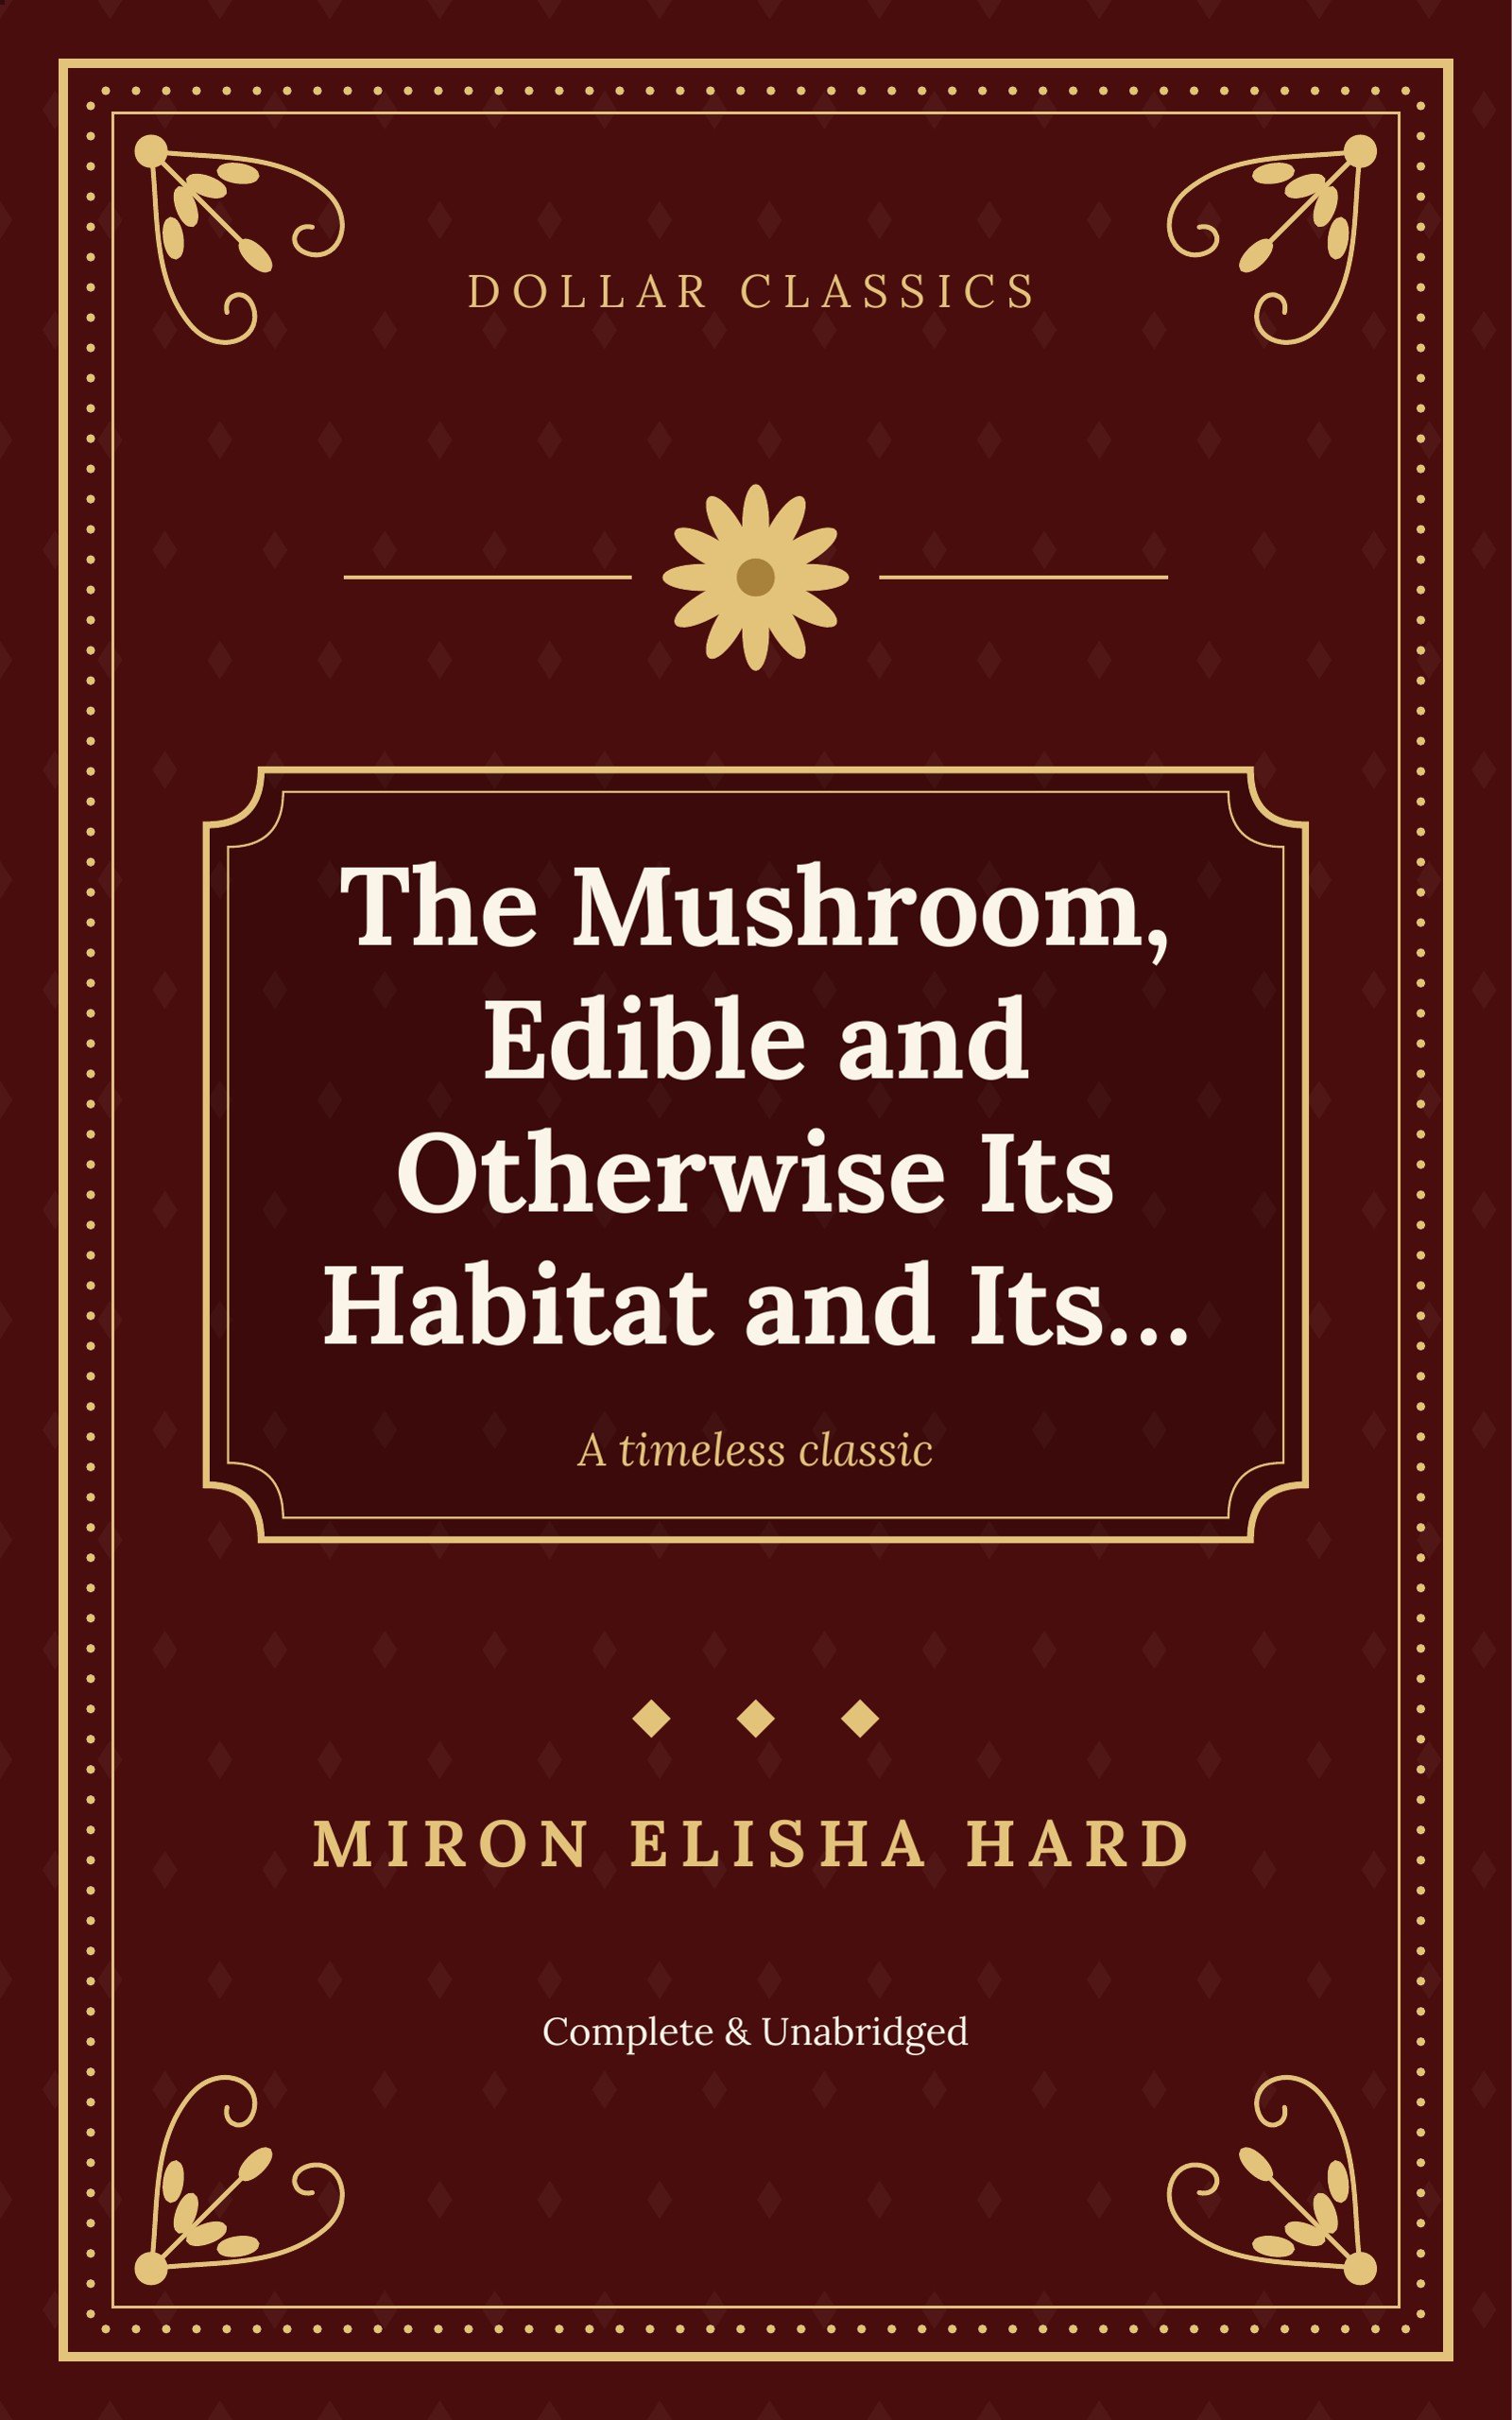 DOLLAR CLASSICS
The Mushroom,
Edible and
Otherwise Its
Habitat and Its...
A timeless classic
MIRON ELISHA HARD
Complete & Unabridged